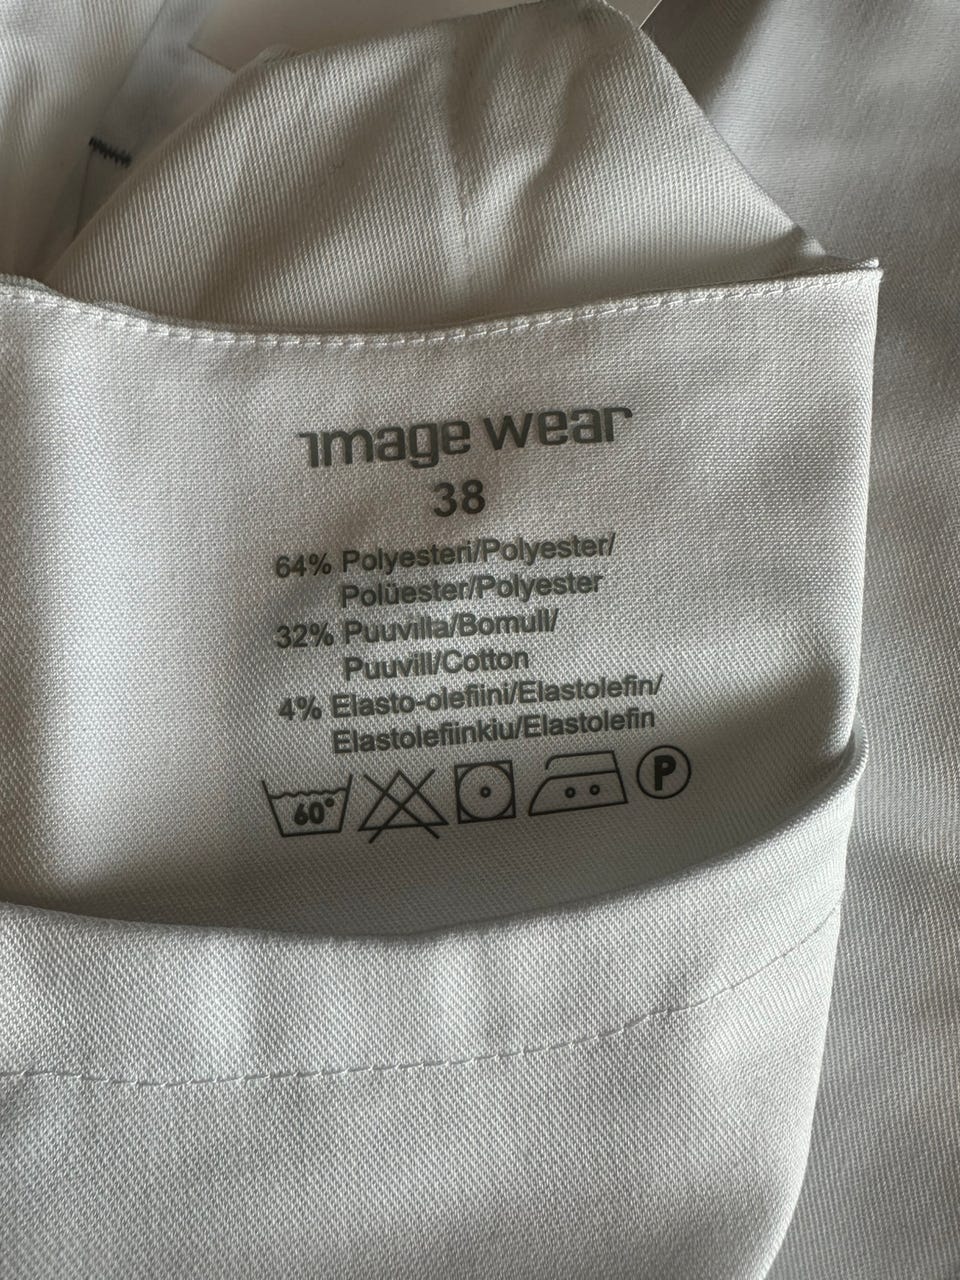 image wear
38
64% Polyesteri/Polyester/
Polüester/Polyester
32% Puuvilla/Bomull/
Puuvill/Cotton
4% Elasto-olefiini/Elastolefin/
Elastolefiinkiu/Elastolefin
60° P